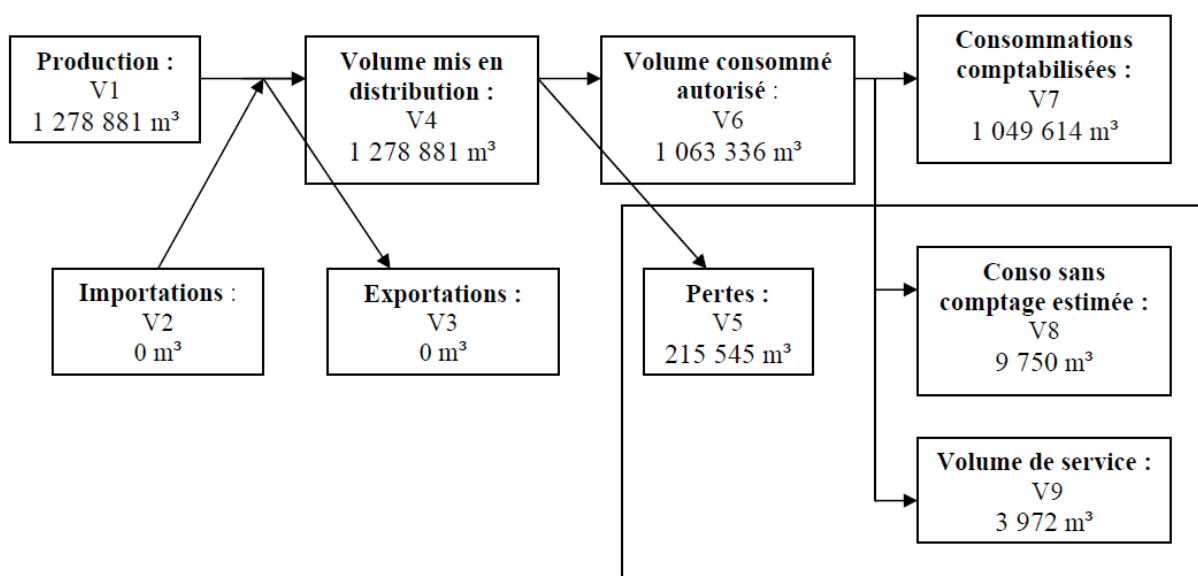 Production :
V1
1 278 881 m³
Volume mis en
distribution :
V4
1 278 881 m³
Volume consommé
autorisé :
V6
1 063 336 m³
Consommations
comptabilisées :
V7
1 049 614 m³
Importations :
V2
0 m³
Exportations :
V3
0 m³
Pertes :
V5
215 545 m³
Conso sans
comptage estimée :
V8
9 750 m³
Volume de service :
V9
3 972 m³